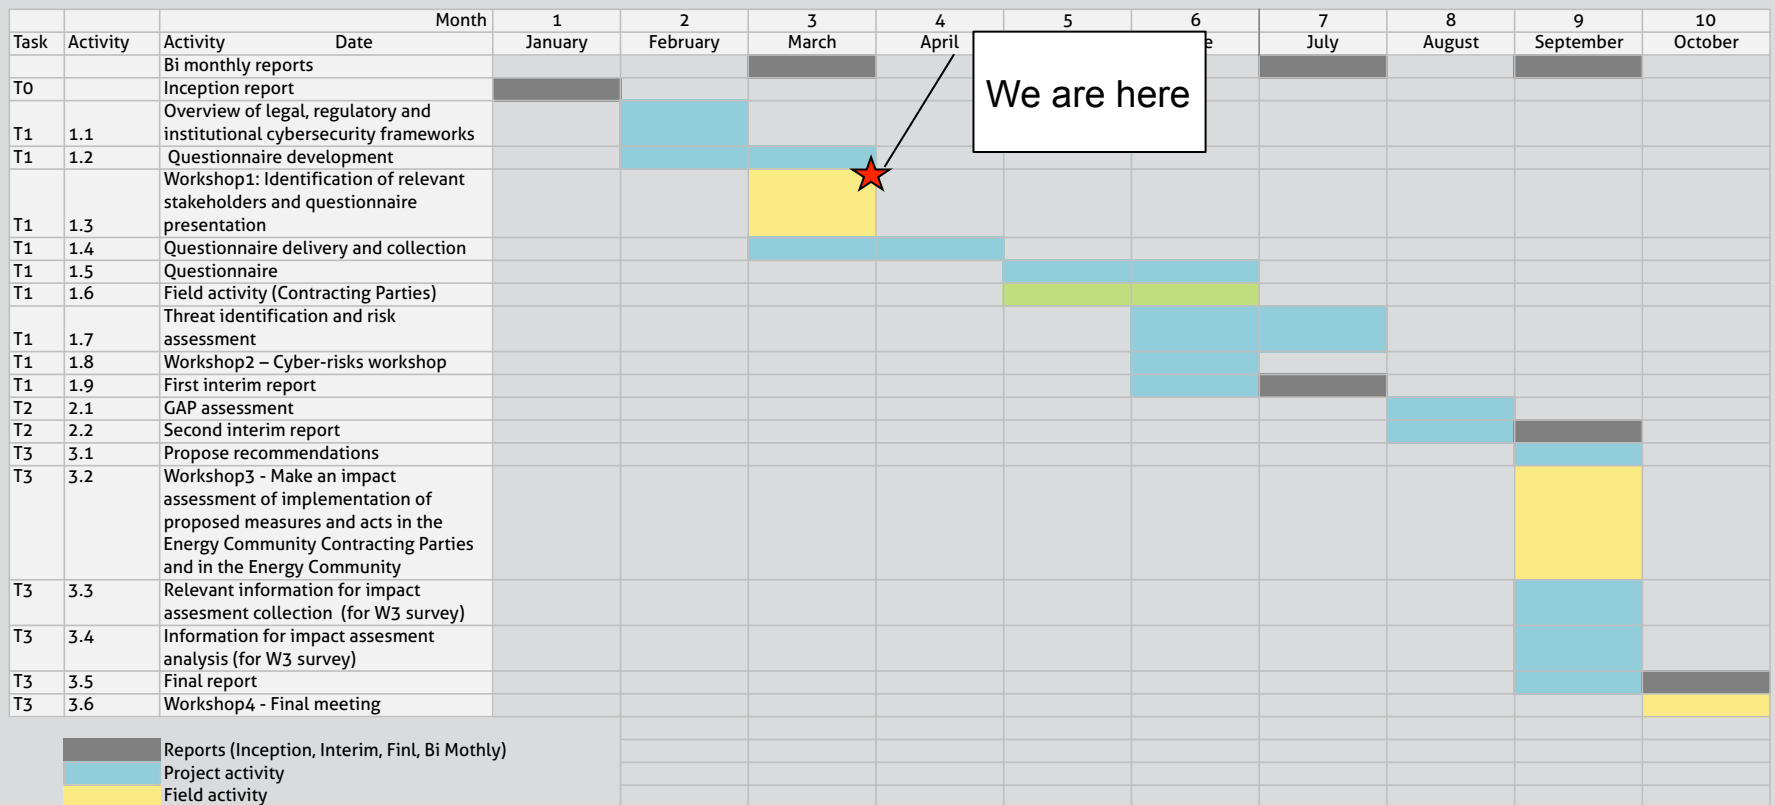 Month 1 2 3 4 5 6 7 8 9 10
Task Activity Activity Date January February March April July August September October
We are here
Bi monthly reports
T0 Inception report
Overview of legal, regulatory and
T1 1.1 institutional cybersecurity frameworks
T1 1.2 Questionnaire development
Workshop1: Identification of relevant
stakeholders and questionnaire
T1 1.3 presentation
T1 1.4 Questionnaire delivery and collection
T1 1.5 Questionnaire
T1 1.6 Field activity (Contracting Parties)
Threat identification and risk
T1 1.7 assessment
T1 1.8 Workshop2 – Cyber-risks workshop
T1 1.9 First interim report
T2 2.1 GAP assessment
T2 2.2 Second interim report
T3 3.1 Propose recommendations
T3 3.2 Workshop3 - Make an impact
assessment of implementation of
proposed measures and acts in the
Energy Community Contracting Parties
and in the Energy Community
T3 3.3 Relevant information for impact
assesment collection (for W3 survey)
T3 3.4 Information for impact assesment
analysis (for W3 survey)
T3 3.5 Final report
T3 3.6 Workshop4 - Final meeting
Reports (Inception, Interim, Finl, Bi Mothly)
Project activity
Field activity